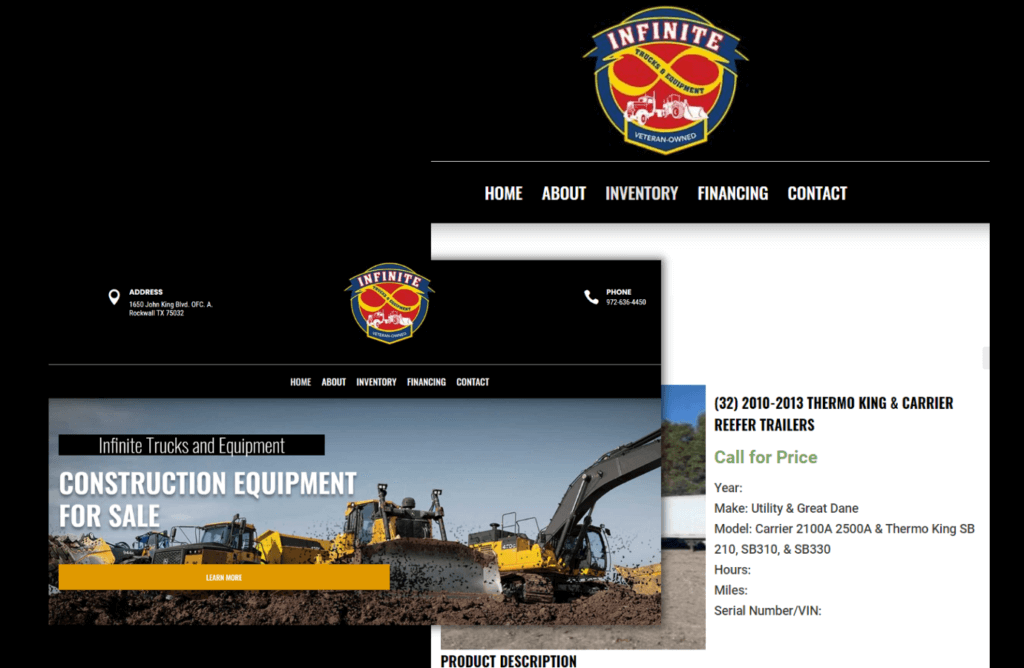 INFINITE
TRUCKS & EQUIPMENT
VETERAN-OWNED
HOME ABOUT INVENTORY FINANCING CONTACT
ADDRESS
1650 John King Blvd. OFC. A.
Rockwall TX 75032
INFINITE
TRUCKS & EQUIPMENT
VETERAN-OWNED
PHONE
972-636-4450
HOME ABOUT INVENTORY FINANCING CONTACT
Infinite Trucks and Equipment
CONSTRUCTION EQUIPMENT
FOR SALE
LEARN MORE
(32) 2010-2013 THERMO KING & CARRIER
REEFER TRAILERS
Call for Price
Year:
Make: Utility & Great Dane
Model: Carrier 2100A 2500A & Thermo King SB
210, SB310, & SB330
Hours:
Miles:
Serial Number/VIN:
PRODUCT DESCRIPTION